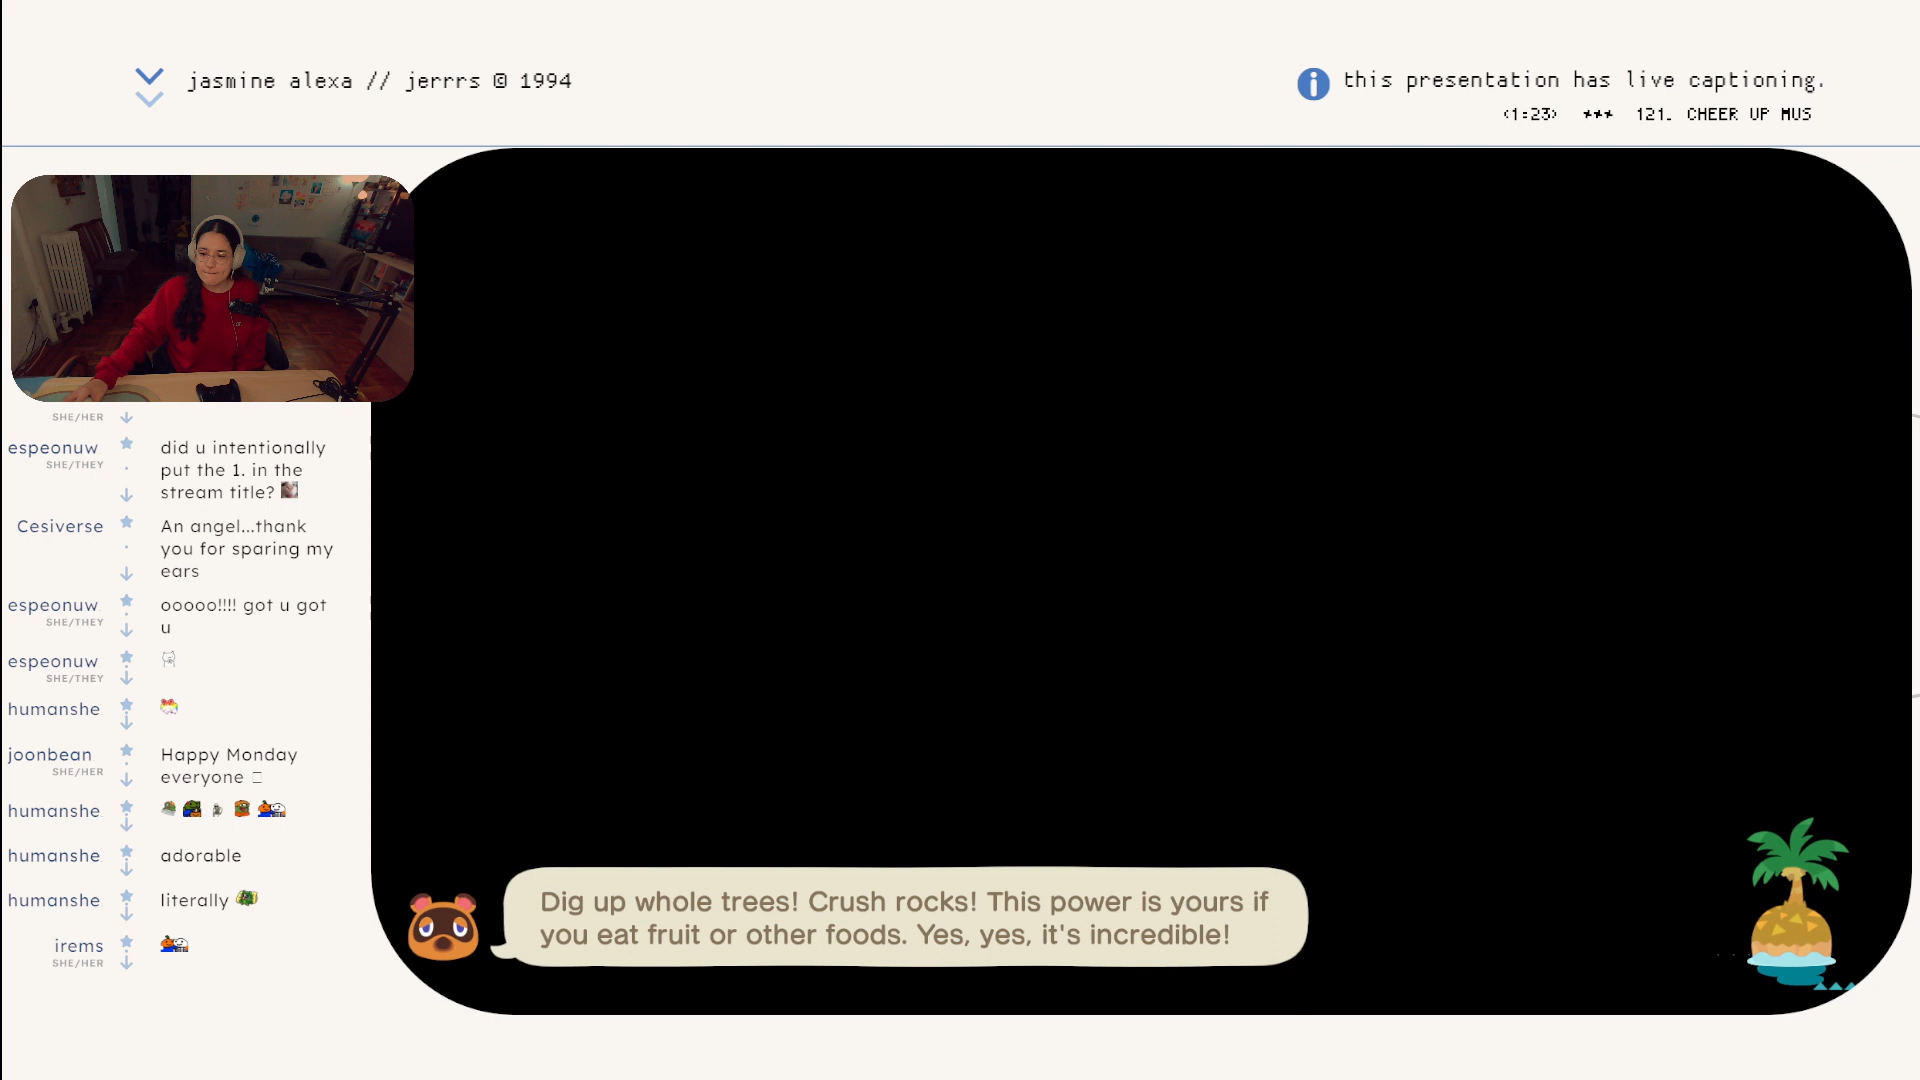 jasmine alexa // jerrrs © 1994
this presentation has live captioning.
<1:23> *** 121. CHEER UP MUS
SHE/HER
espeonuw
SHE/THEY
did u intentionally
put the 1. in the
stream title?
Cesiverse
An angel...thank
you for sparing my
ears
espeonuw
SHE/THEY
ooooo!!!! got u got
u
espeonuw
SHE/THEY
humanshe
joonbean
SHE/HER
Happy Monday
everyone
humanshe
humanshe
adorable
humanshe
literally
irems
SHE/HER
Dig up whole trees! Crush rocks! This power is yours if
you eat fruit or other foods. Yes, yes, it's incredible!